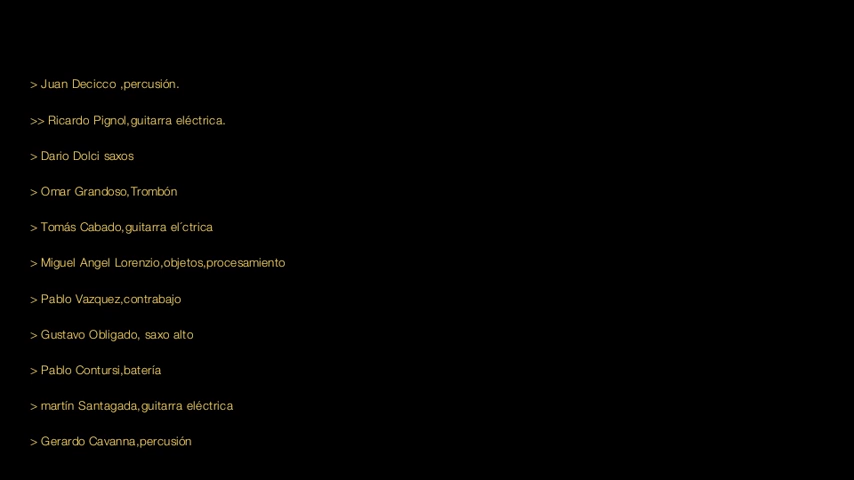 > Juan Decicco ,percusión.
>> Ricardo Pignol,guitarra eléctrica.
> Dario Dolci saxos
> Omar Grandoso,Trombón
> Tomás Cabado,guitarra el´ctrica
> Miguel Angel Lorenzio,objetos,procesamiento
> Pablo Vazquez,contrabajo
> Gustavo Obligado, saxo alto
> Pablo Contursi,batería
> martín Santagada,guitarra eléctrica
> Gerardo Cavanna,percusión